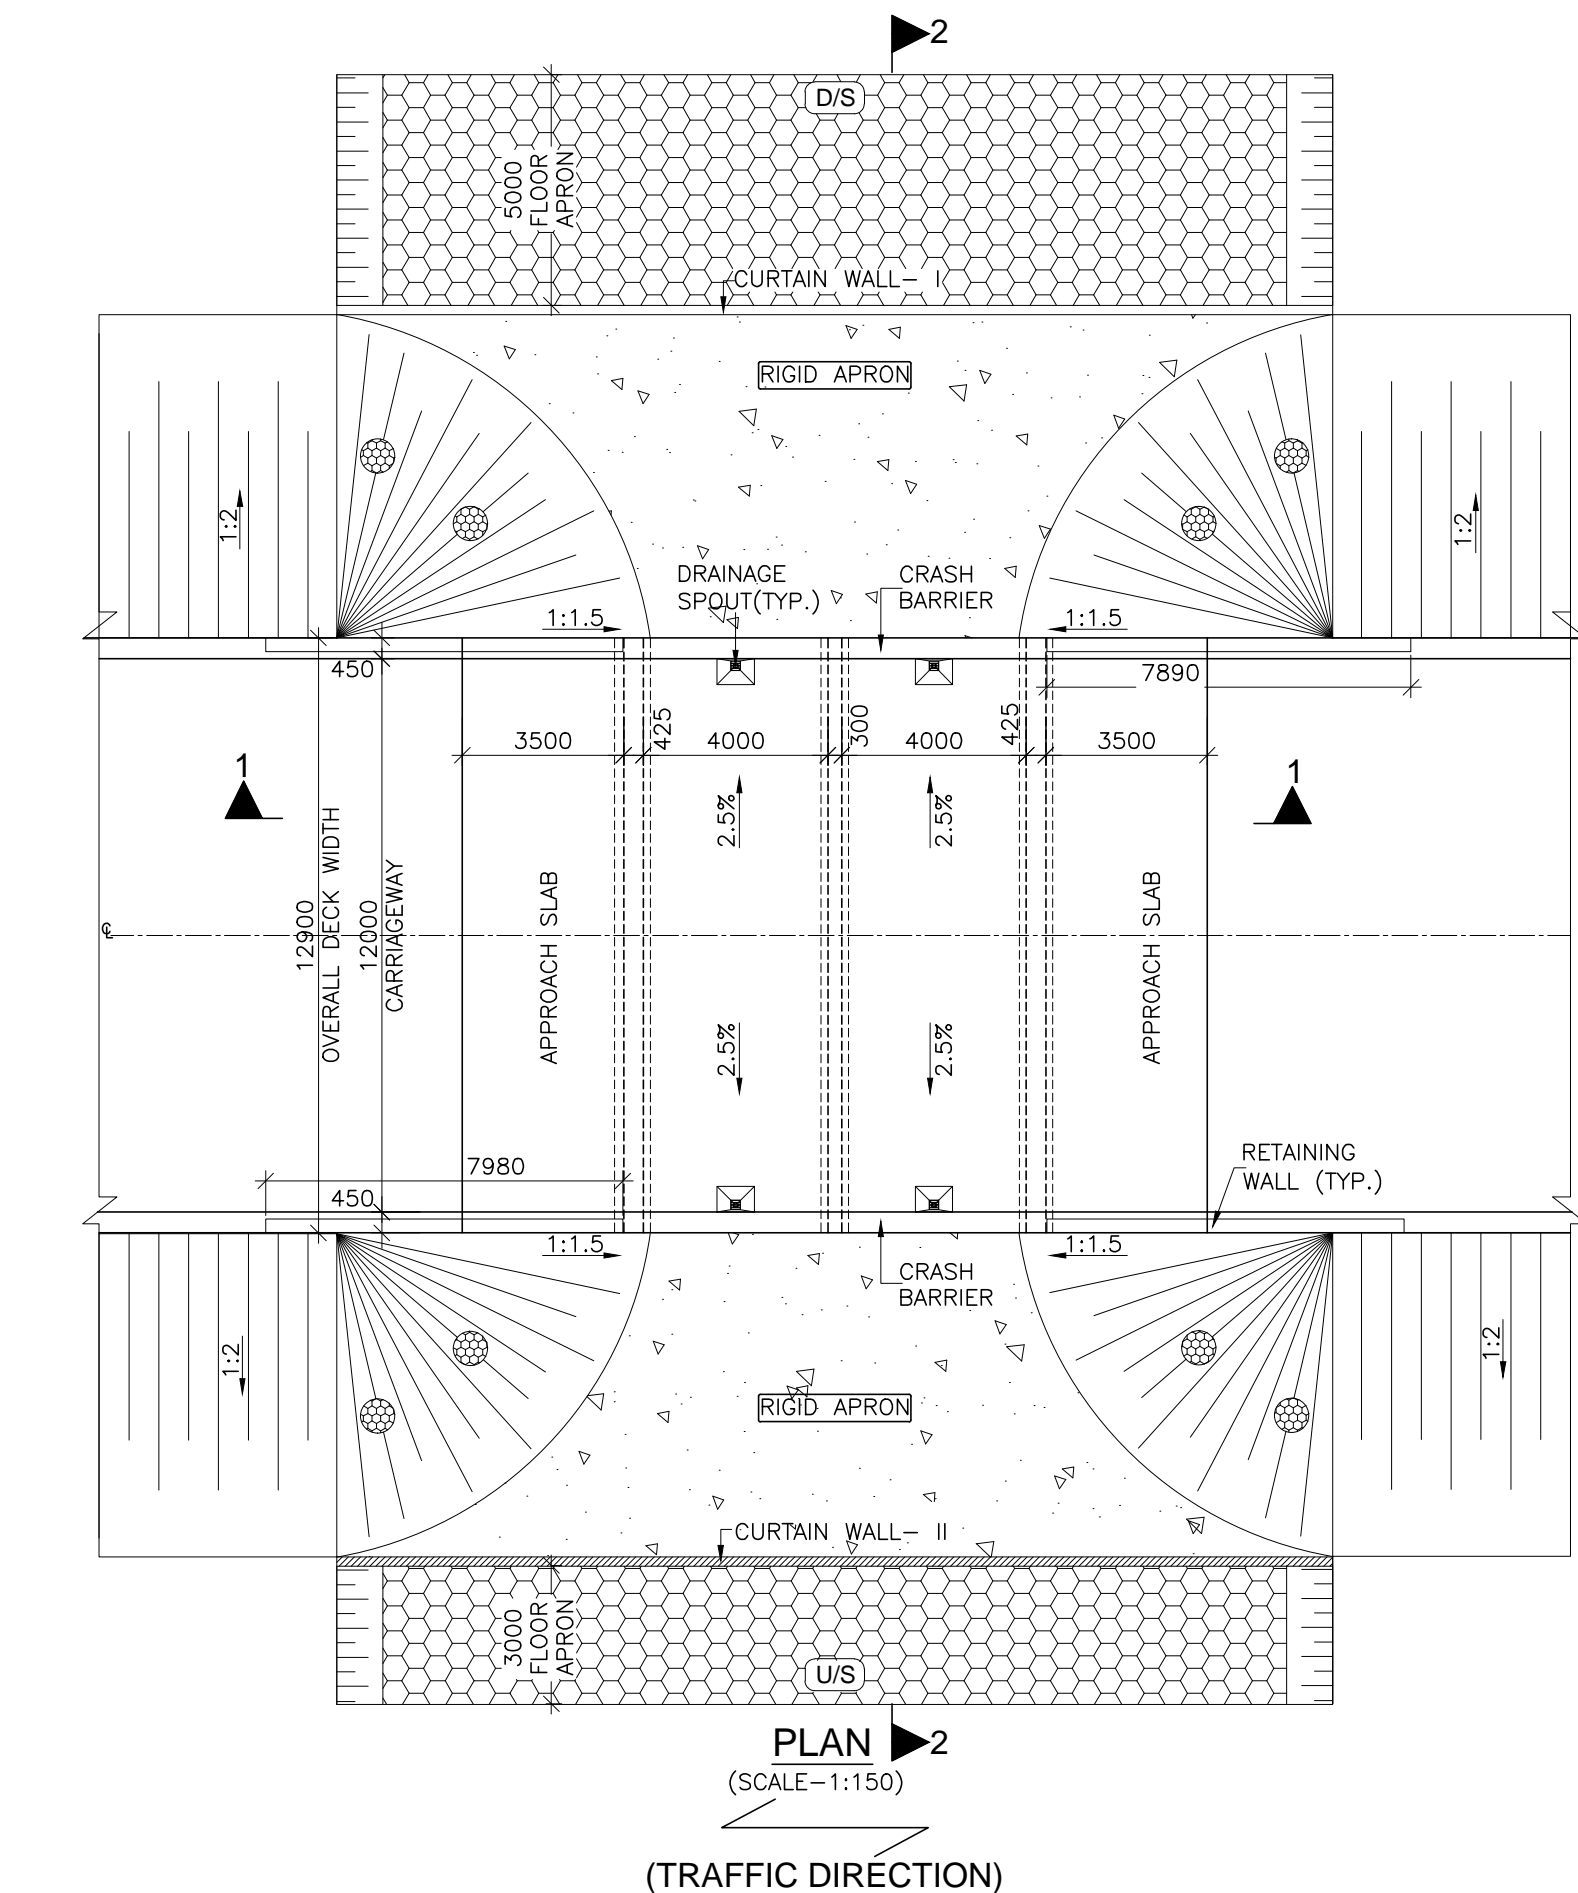 2
D/S
5000
FLOOR
APRON
CURTAIN WALL- I
RIGID APRON
1:2
1:2
DRAINAGE
SPOUT(TYP.)
CRASH
BARRIER
1:1.5
1:1.5
450
7890
3500
425
4000
300
4000
425
3500
1
1
2.5%
2.5%
12900
OVERALL DECK WIDTH
12000
CARRIAGEWAY
APPROACH SLAB
APPROACH SLAB
℄
2.5%
2.5%
7980
450
RETAINING
WALL (TYP.)
1:1.5
1:1.5
CRASH
BARRIER
1:2
1:2
RIGID APRON
CURTAIN WALL- II
3000
FLOOR
APRON
U/S
PLAN
2
(SCALE-1:150)
(TRAFFIC DIRECTION)